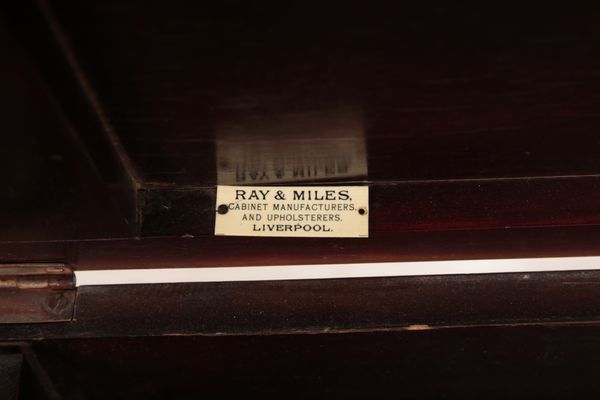 RAY & MILES,
CABINET MANUFACTURERS,
AND UPHOLSTERERS.
LIVERPOOL.